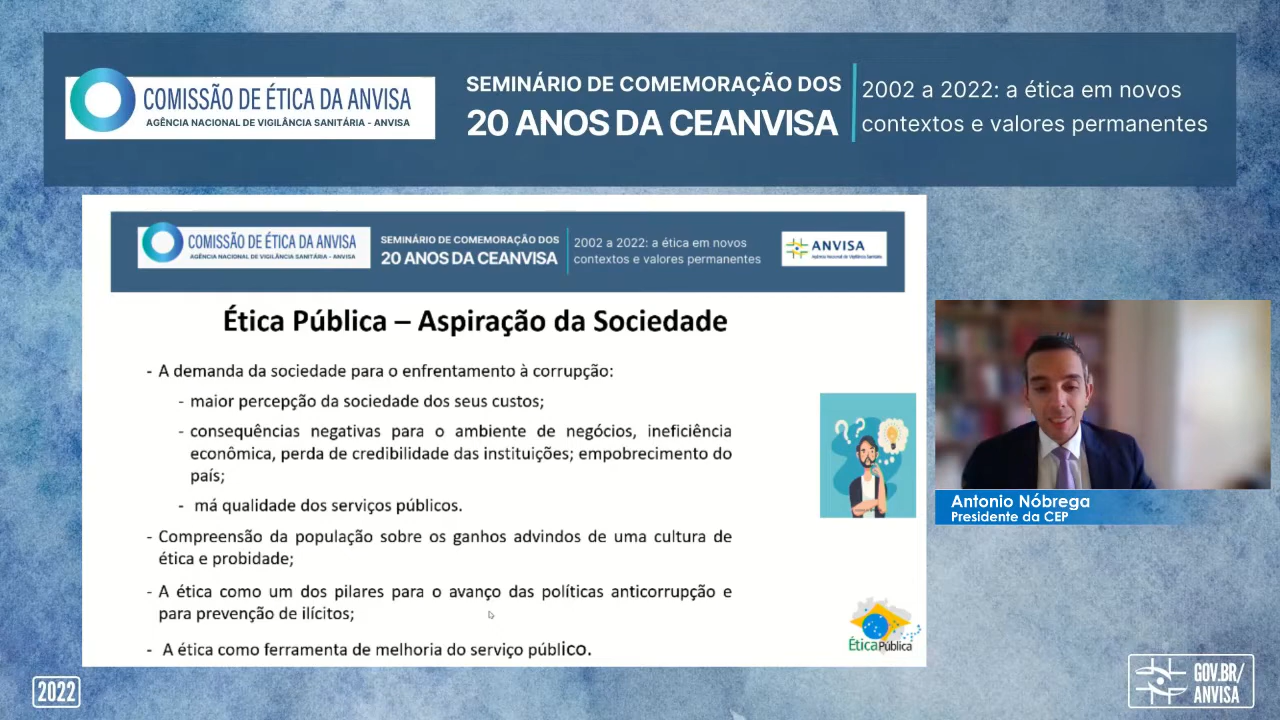 COMISSÃO DE ÉTICA DA ANVISA
AGÊNCIA NACIONAL DE VIGILÂNCIA SANITÁRIA - ANVISA
SEMINÁRIO DE COMEMORAÇÃO DOS
20 ANOS DA CEANVISA
2002 a 2022: a ética em novos
contextos e valores permanentes
COMISSÃO DE ÉTICA DA ANVISA
AGÊNCIA NACIONAL DE VIGILÂNCIA SANITÁRIA - ANVISA
SEMINÁRIO DE COMEMORAÇÃO DOS
20 ANOS DA CEANVISA
2002 a 2022: a ética em novos
contextos e valores permanentes
ANVISA
Agência Nacional de Vigilância Sanitária
Ética Pública – Aspiração da Sociedade
- A demanda da sociedade para o enfrentamento à corrupção:
- maior percepção da sociedade dos seus custos;
- consequências negativas para o ambiente de negócios, ineficiência
econômica, perda de credibilidade das instituições; empobrecimento do
país;
- má qualidade dos serviços públicos.
- Compreensão da população sobre os ganhos advindos de uma cultura de
ética e probidade;
- A ética como um dos pilares para o avanço das políticas anticorrupção e
para prevenção de ilícitos;
- A ética como ferramenta de melhoria do serviço público.
ÉticaPública
Antonio Nóbrega
Presidente da CEP
2022
GOV.BR/
ANVISA